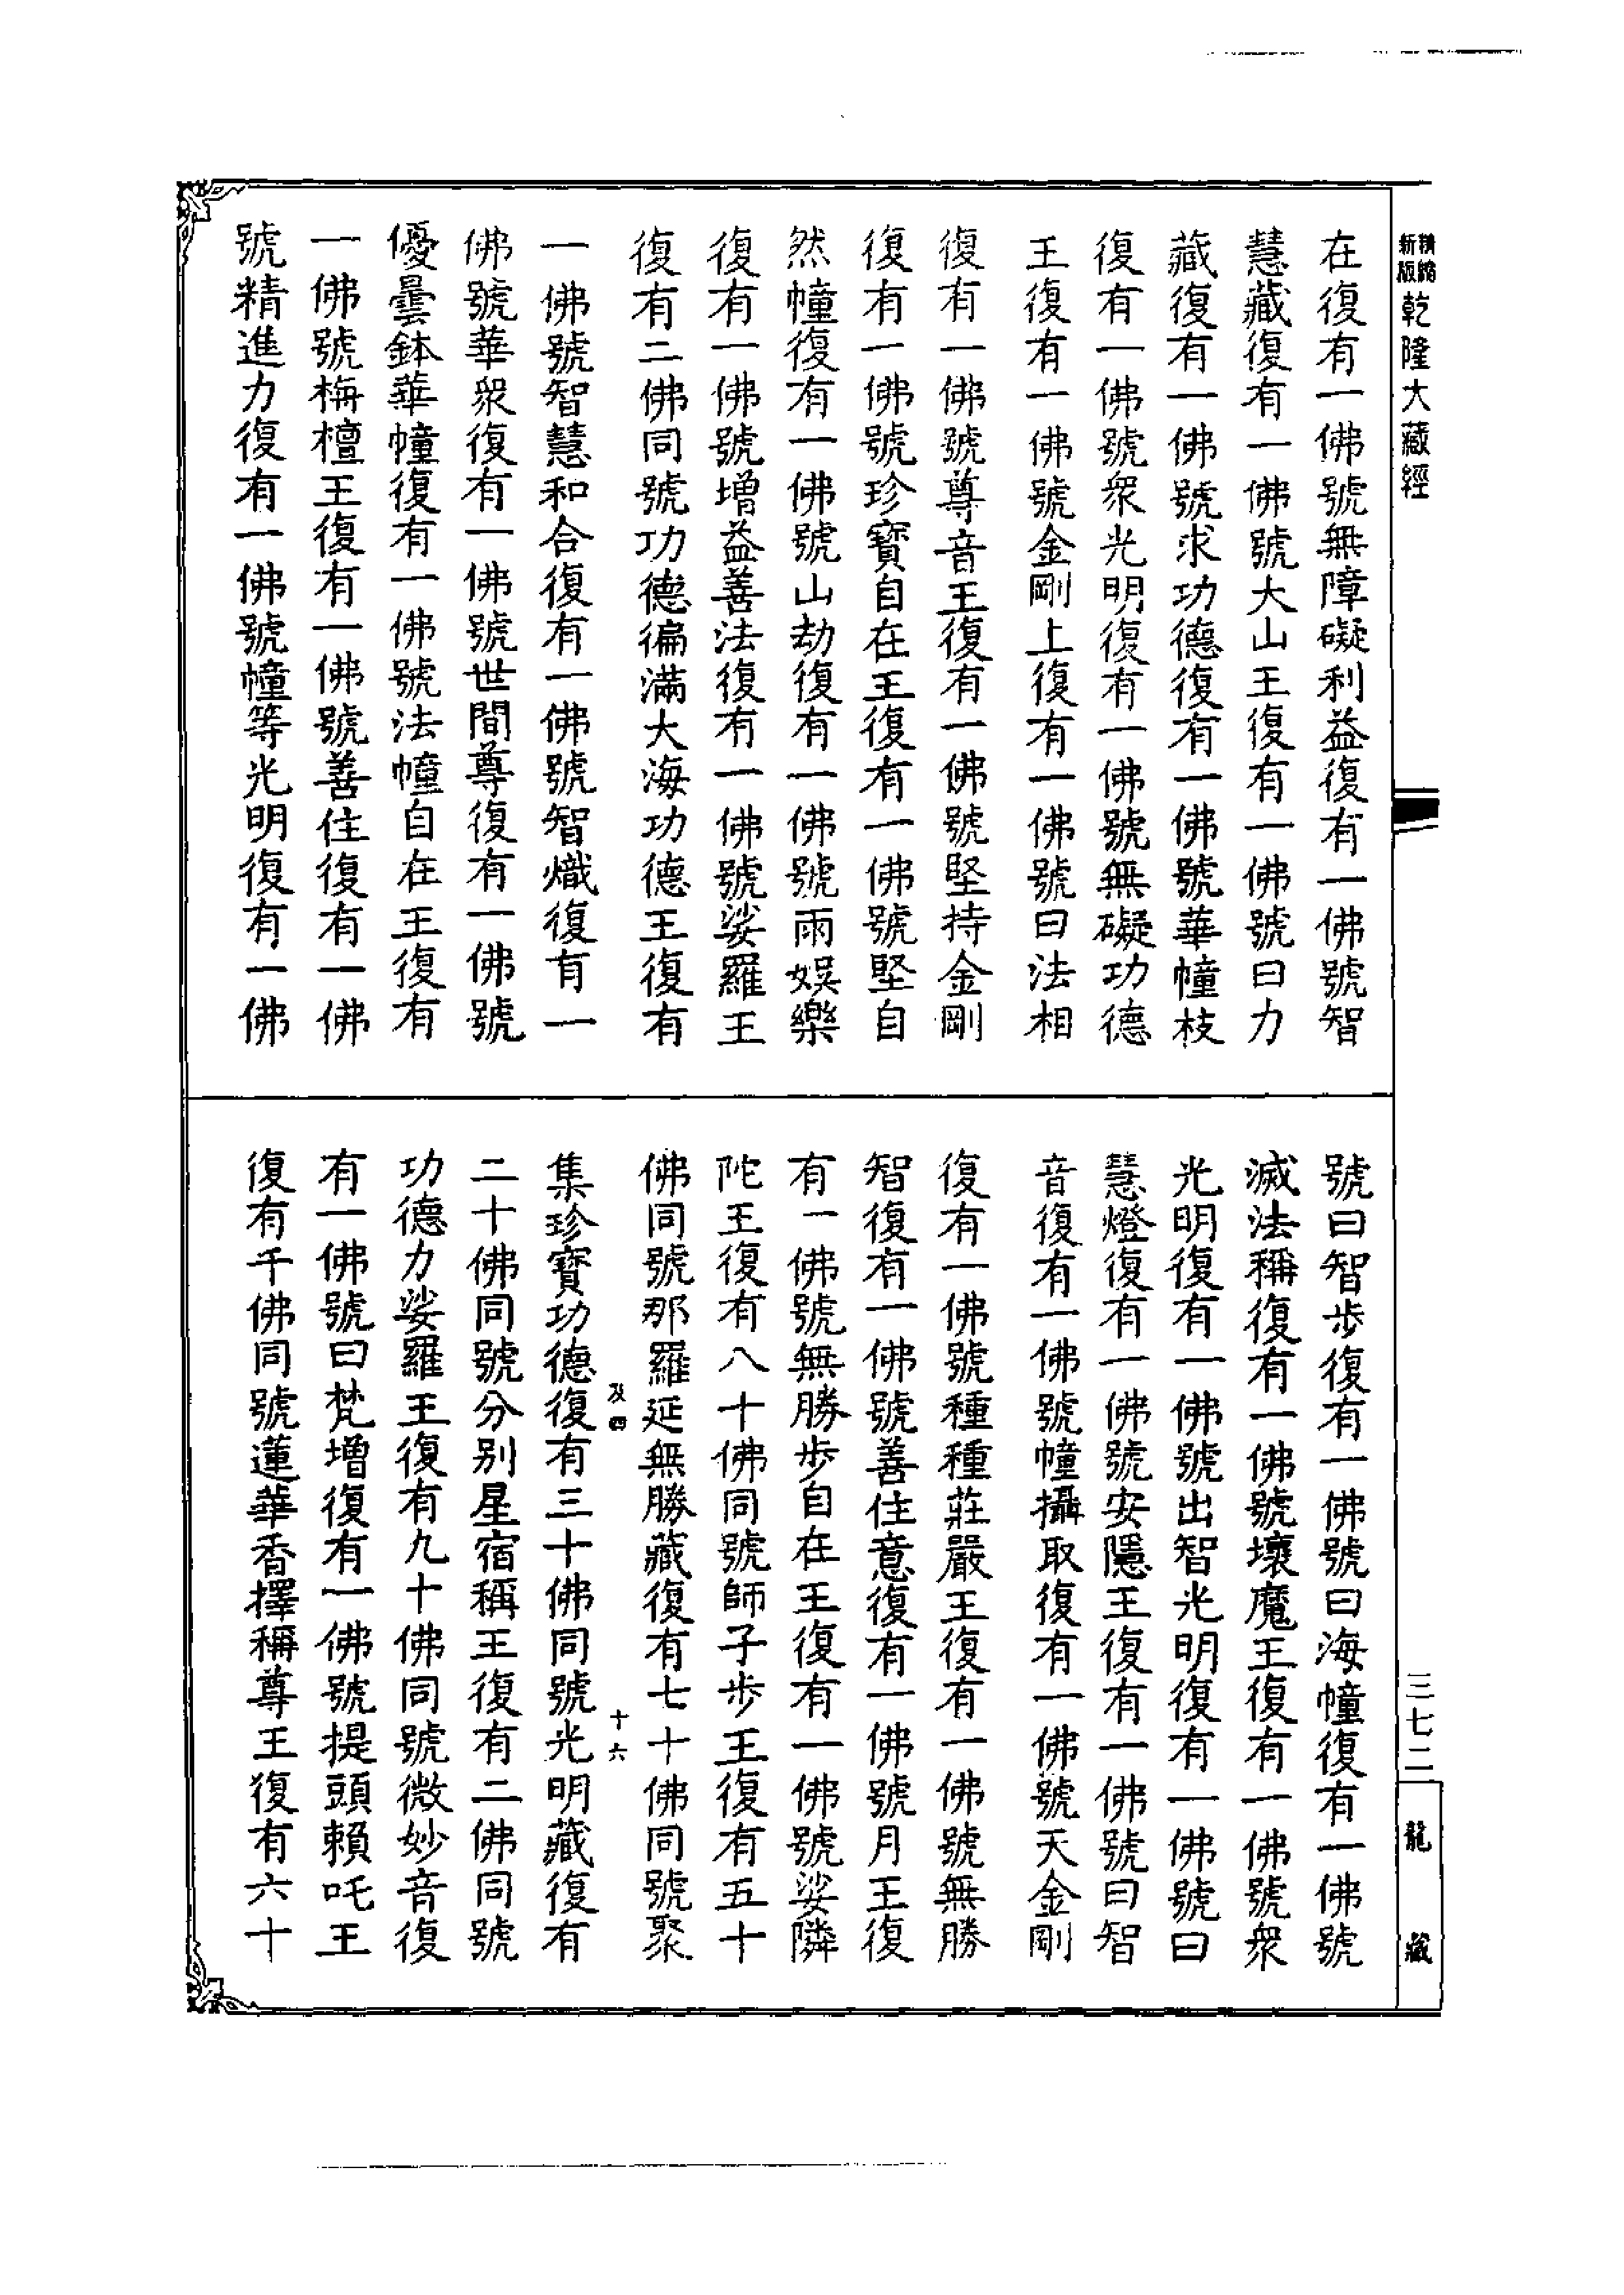 精縮
新版
乾隆大藏經
在復有一佛號無障礙利益復有一佛號智
慧藏復有一佛號大山王復有一佛號曰力
藏復有一佛號求功德復有一佛號華幢枝
復有一佛號衆光明復有一佛號無礙功德
王復有一佛號金剛上復有一佛號曰法相
復有一佛號尊音王復有一佛號堅持金剛
復有一佛號珍寶自在王復有一佛號堅自
然幢復有一佛號山劫復有一佛號雨娛樂
復有一佛號增益善法復有一佛號娑羅王
復有二佛同號功德徧滿大海功德王復有
一佛號智慧和合復有一佛號智熾復有一
佛號華衆復有一佛號世間尊復有一佛號
優曇鉢華幢復有一佛號法幢自在王復有
一佛號栴檀王復有一佛號善住復有一佛
號精進力復有一佛號幢等光明復有一佛
號曰智步復有一佛號曰海幢復有一佛號
滅法稱復有一佛號壞魔王復有一佛號衆
光明復有一佛號出智光明復有一佛號曰
慧燈復有一佛號安隱王復有一佛號曰智
音復有一佛號幢攝取復有一佛號天金剛
復有一佛號種種莊嚴王復有一佛號無勝
智復有一佛號善住意復有一佛號月王復
有一佛號無勝步自在王復有一佛號娑隣
陀王復有八十佛同號師子步王復有五十
佛同號那羅延無勝藏復有七十佛同號聚
及四
十六
集珍寶功德復有三十佛同號光明藏復有
二十佛同號分别星宿稱王復有二佛同號
功德力娑羅王復有九十佛同號微妙音復
有一佛號曰梵增復有一佛號提頭賴吒王
復有千佛同號蓮華香擇稱尊王復有六十
三七二
龍藏